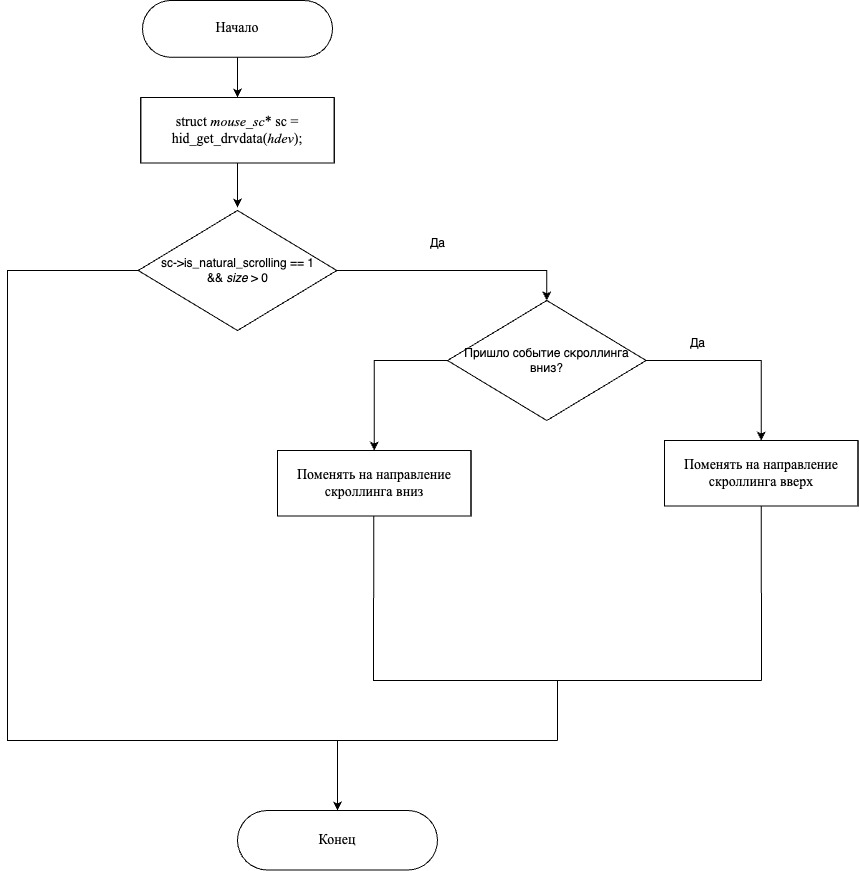 Начало
struct mouse_sc* sc =
hid_get_drvdata(hdev);
Да
sc->is_natural_scrolling == 1
&& size > 0
Да
Пришло событие скроллинга
вниз?
Поменять на направление
скроллинга вниз
Поменять на направление
скроллинга вверх
Конец